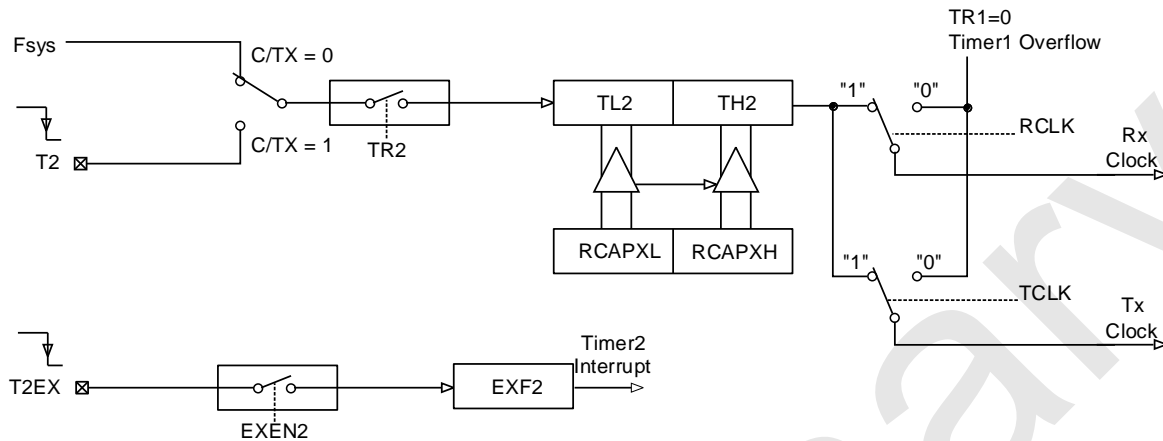 TR1=0
Timer1 Overflow
Fsys
C/TX = 0
TL2
TH2
"1"
"0"
RCLK
Rx
Clock
T2
C/TX = 1
TR2
RCAPXL
RCAPXH
"1"
"0"
TCLK
Tx
Clock
Timer2
Interrupt
T2EX
EXF2
EXEN2